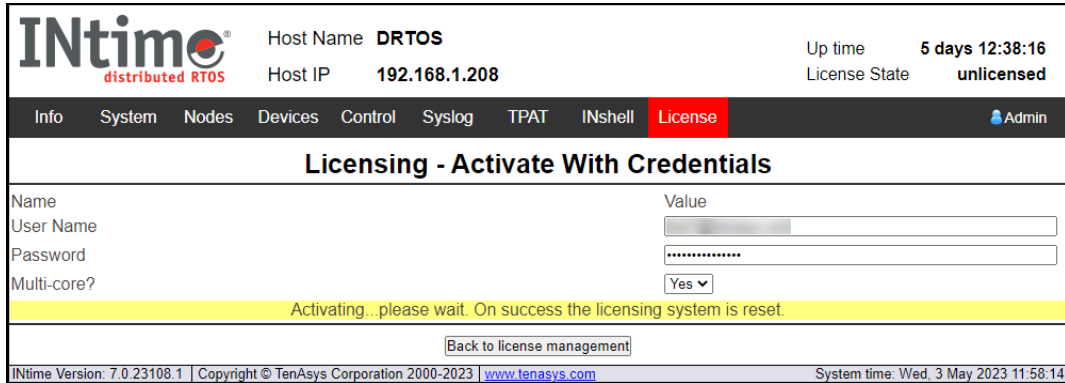 INtime®
distributed RTOS
Host Name DRTOS
Host IP 192.168.1.208
Up time 5 days 12:38:16
License State unlicensed
Info System Nodes Devices Control Syslog TPAT INshell License Admin
Licensing - Activate With Credentials
Name Value
User Name
Password •••••••••••••••
Multi-core? Yes
Activating...please wait. On success the licensing system is reset.
Back to license management
INtime Version: 7.0.23108.1 Copyright © TenAsys Corporation 2000-2023 www.tenasys.com System time: Wed, 3 May 2023 11:58:14